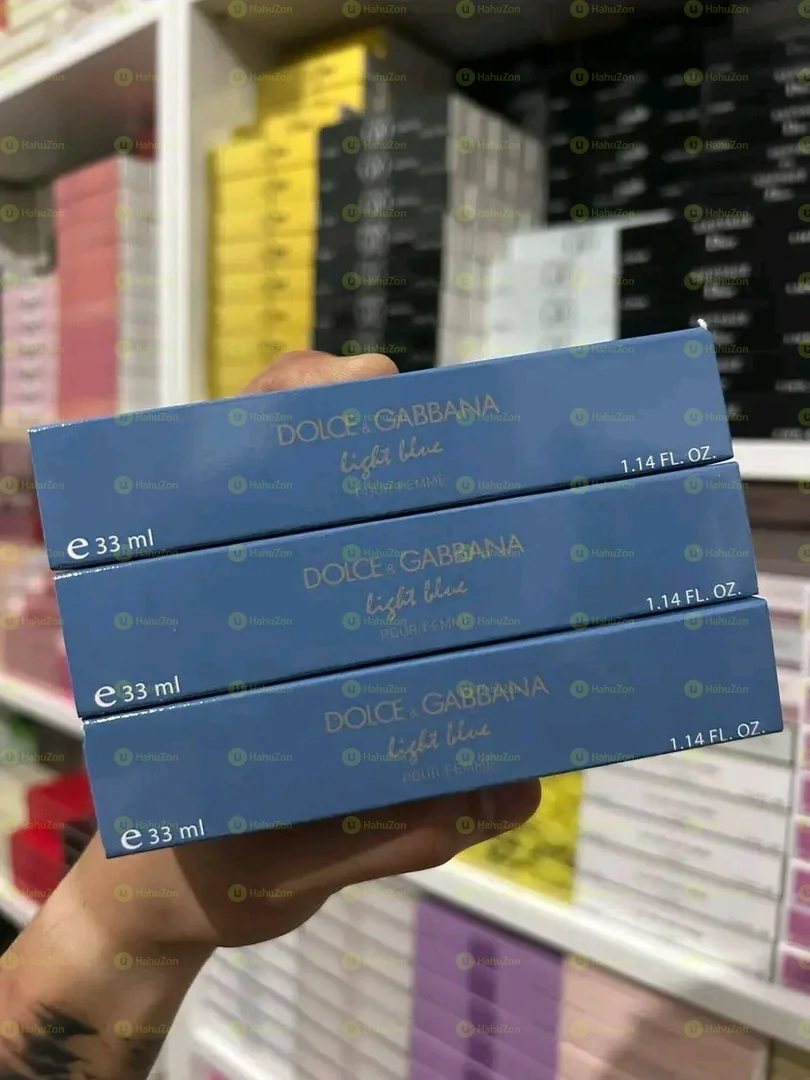 DOLCE & GABBANA
light blue
POUR FEMME
e 33 ml
1.14 FL. OZ.
DOLCE & GABBANA
light blue
POUR FEMME
e 33 ml
1.14 FL. OZ.
DOLCE & GABBANA
light blue
POUR FEMME
e 33 ml
1.14 FL. OZ.
HahuZon